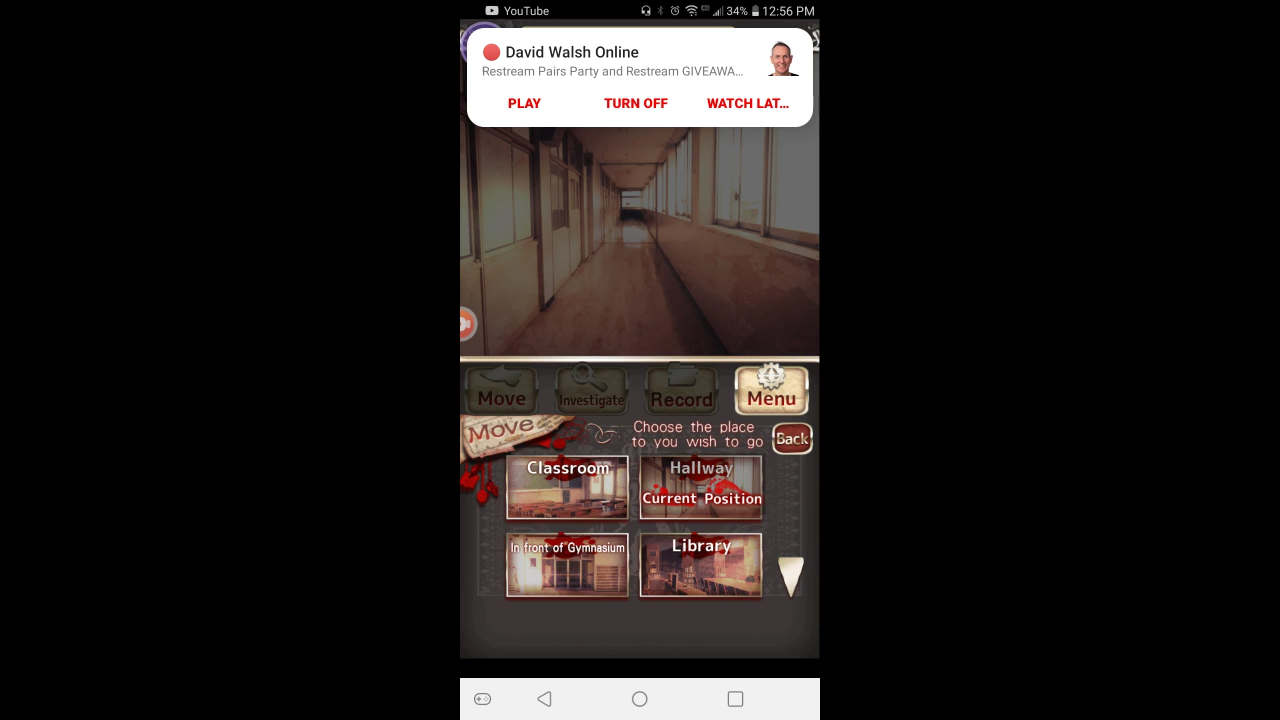 YouTube
34%
12:56 PM
David Walsh Online
Restream Pairs Party and Restream GIVEAWA...
PLAY
TURN OFF
WATCH LAT...
Move
Investigate
Record
Menu
Move
Choose the place
to you wish to go
Back
Classroom
Hallway
Current Position
In front of Gymnasium
Library